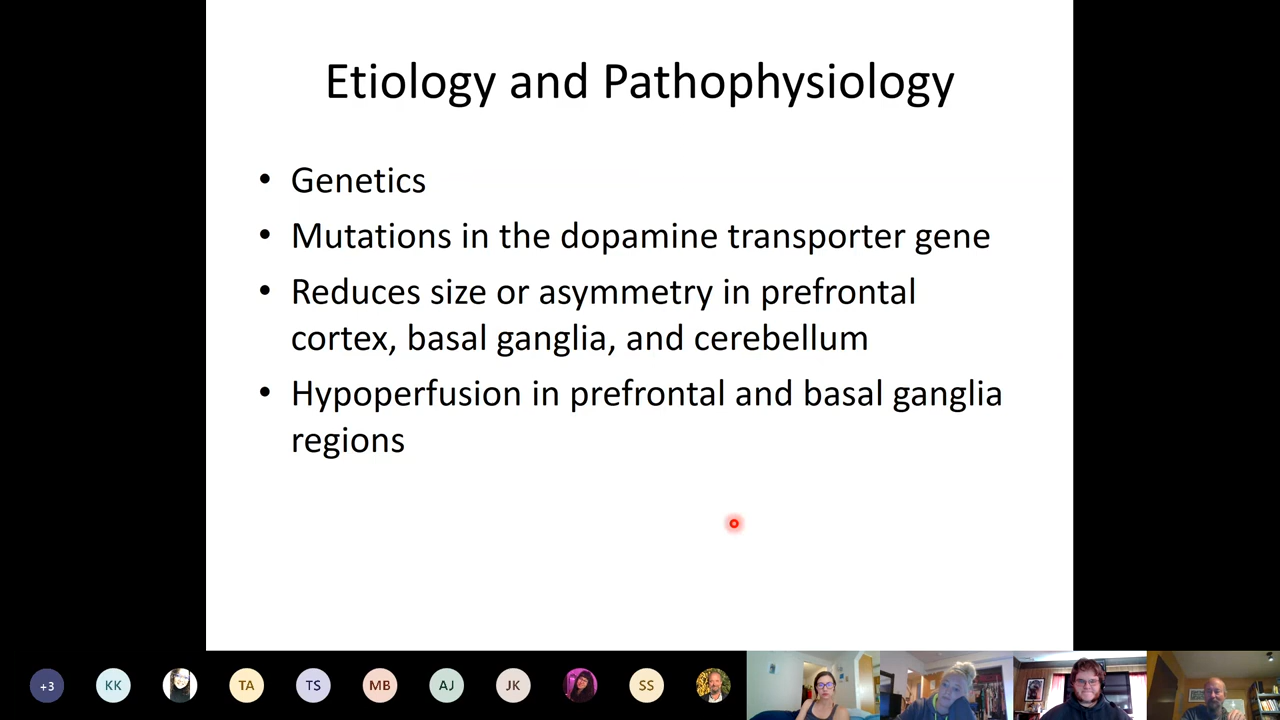 Etiology and Pathophysiology
• Genetics
• Mutations in the dopamine transporter gene
• Reduces size or asymmetry in prefrontal
cortex, basal ganglia, and cerebellum
• Hypoperfusion in prefrontal and basal ganglia
regions
+3 KK TA TS MB AJ JK SS